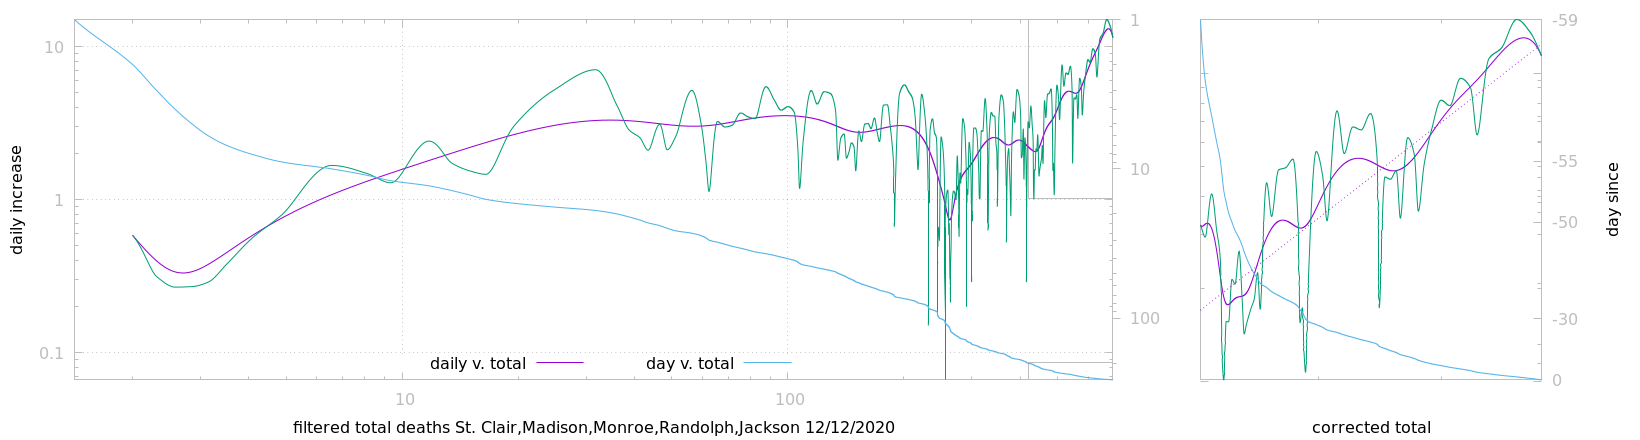 10
1
0.1
daily increase
daily v. total
day v. total
10
100
1
10
100
filtered total deaths St. Clair,Madison,Monroe,Randolph,Jackson 12/12/2020
-59
-55
-50
-30
0
day since
corrected total